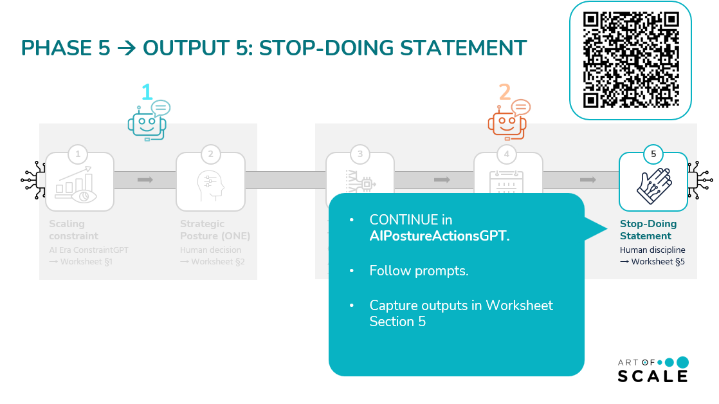 PHASE 5 → OUTPUT 5: STOP-DOING STATEMENT
1
2
1
2
3
4
5
Scaling
constraint
AI Era ConstraintGPT
→ Worksheet §1
Strategic
Posture (ONE)
Human decision
→ Worksheet §2
• CONTINUE in
AIPostureActionsGPT.
• Follow prompts.
• Capture outputs in Worksheet
Section 5
Stop-Doing
Statement
Human discipline
→ Worksheet §5
ART OF
SCALE